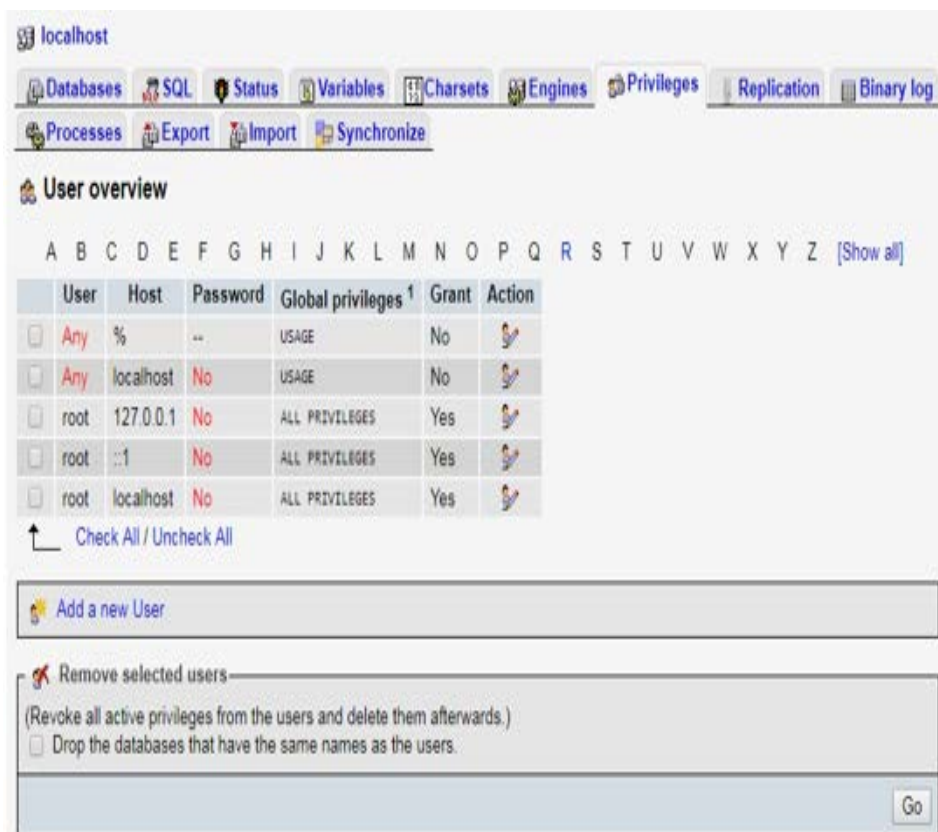 localhost
Databases SQL Status Variables Charsets Engines Privileges Replication Binary log
Processes Export Import Synchronize
User overview
A B C D E F G H I J K L M N O P Q R S T U V W X Y Z [Show all]
User Host Password Global privileges 1 Grant Action
Any % -- USAGE No
Any localhost No USAGE No
root 127.0.0.1 No ALL PRIVILEGES Yes
root ::1 No ALL PRIVILEGES Yes
root localhost No ALL PRIVILEGES Yes
Check All / Uncheck All
Add a new User
Remove selected users
(Revoke all active privileges from the users and delete them afterwards.)
Drop the databases that have the same names as the users.
Go